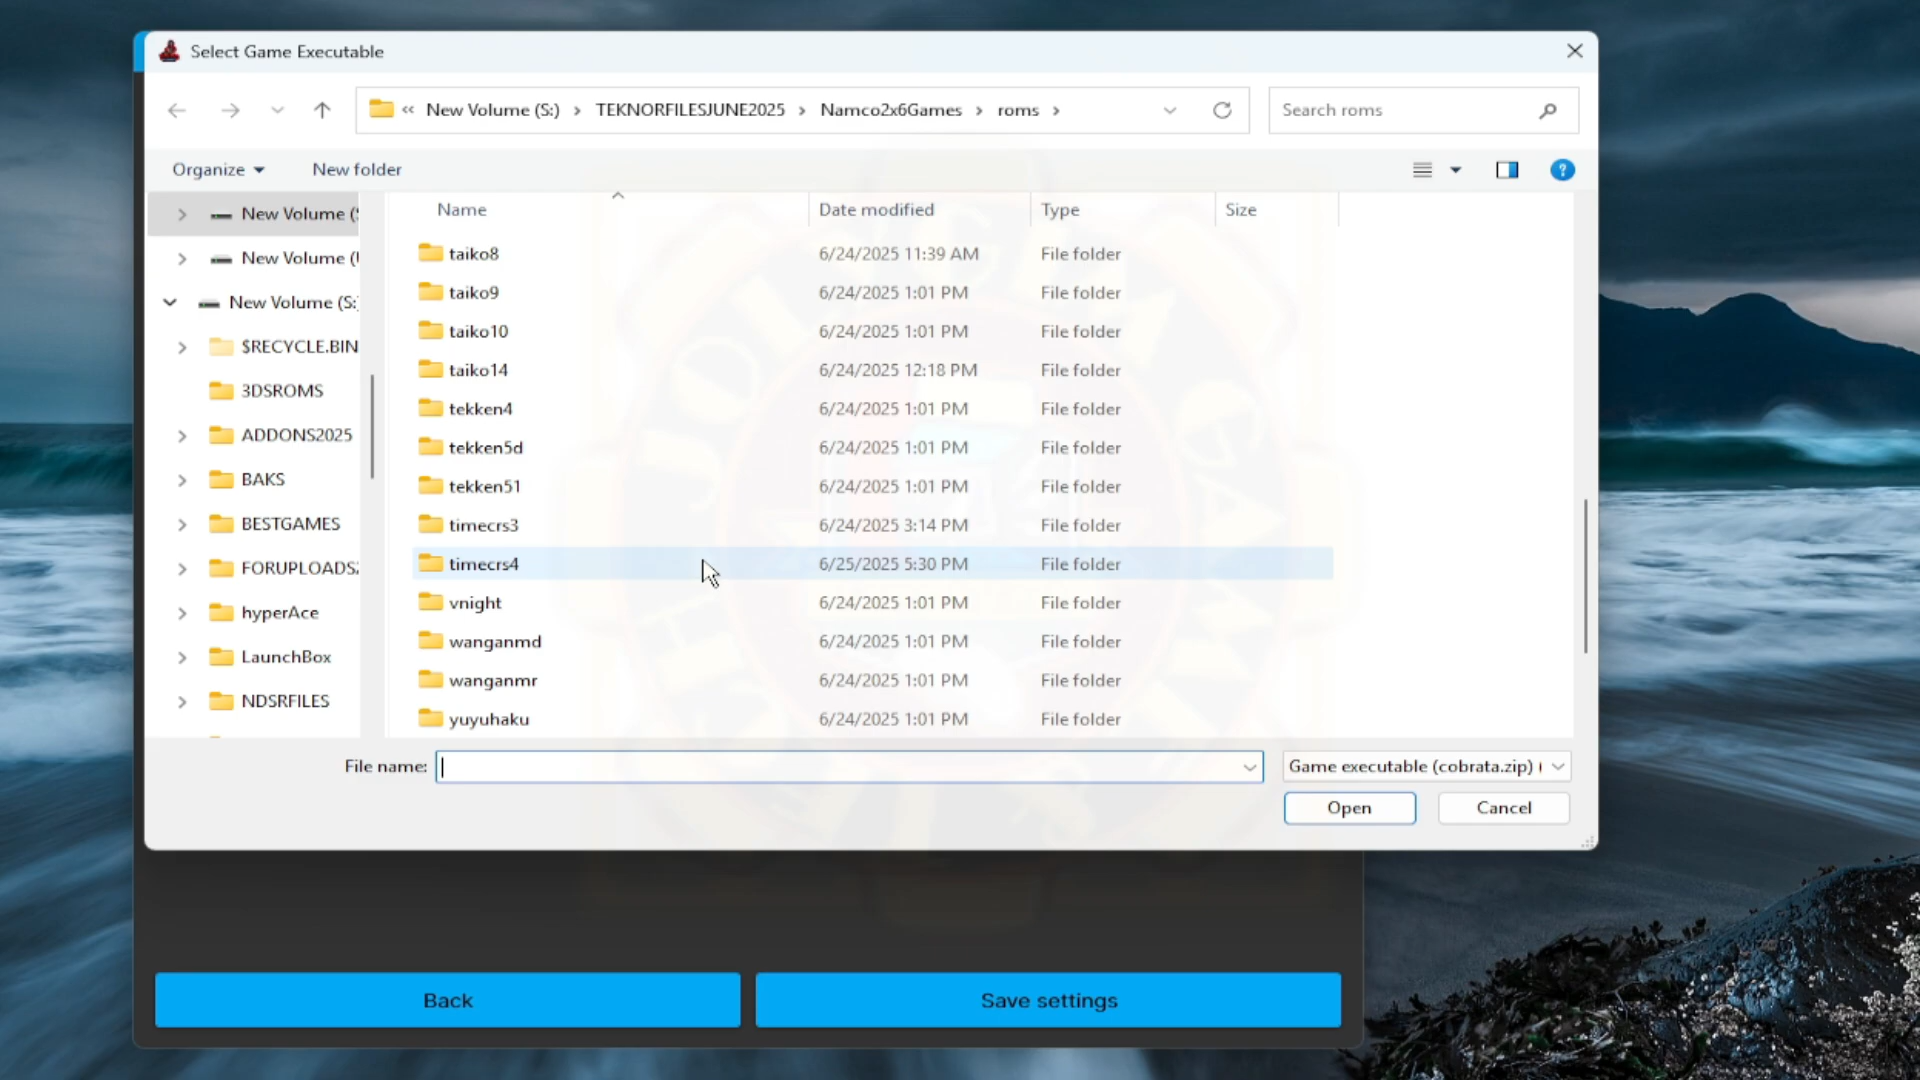 Select Game Executable
« New Volume (S:) › TEKNORFILESJUNE2025 › Namco2x6Games › roms ›
Search roms
Organize
New folder
?
New Volume (
New Volume (
New Volume (S:
$RECYCLE.BIN
3DSROMS
ADDONS2025
BAKS
BESTGAMES
FORUPLOADS
hyperAce
LaunchBox
NDSRFILES
Name Date modified Type Size
taiko8 6/24/2025 11:39 AM File folder
taiko9 6/24/2025 1:01 PM File folder
taiko10 6/24/2025 1:01 PM File folder
taiko14 6/24/2025 12:18 PM File folder
tekken4 6/24/2025 1:01 PM File folder
tekken5d 6/24/2025 1:01 PM File folder
tekken51 6/24/2025 1:01 PM File folder
timecrs3 6/24/2025 3:14 PM File folder
timecrs4 6/25/2025 5:30 PM File folder
vnight 6/24/2025 1:01 PM File folder
wanganmd 6/24/2025 1:01 PM File folder
wanganmr 6/24/2025 1:01 PM File folder
yuyuhaku 6/24/2025 1:01 PM File folder
File name:
Game executable (cobrata.zip) (
Open
Cancel
Back
Save settings